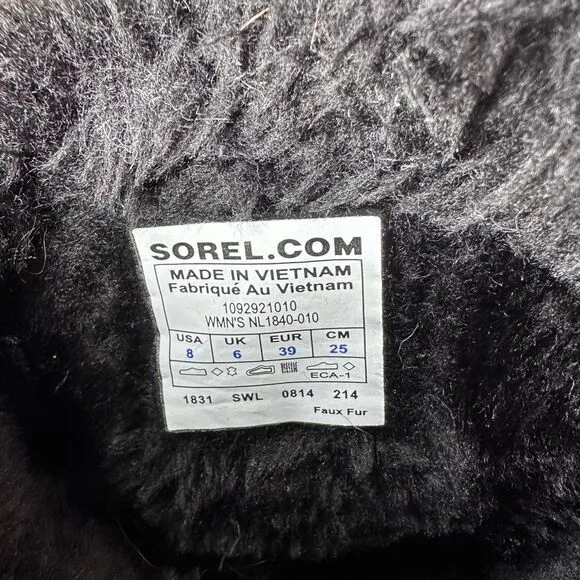 SOREL.COM
MADE IN VIETNAM
Fabriqué Au Vietnam
1092921010
WMN'S NL1840-010
USA UK EUR CM
8 6 39 25
ECA-1
1831 SWL 0814 214
Faux Fur